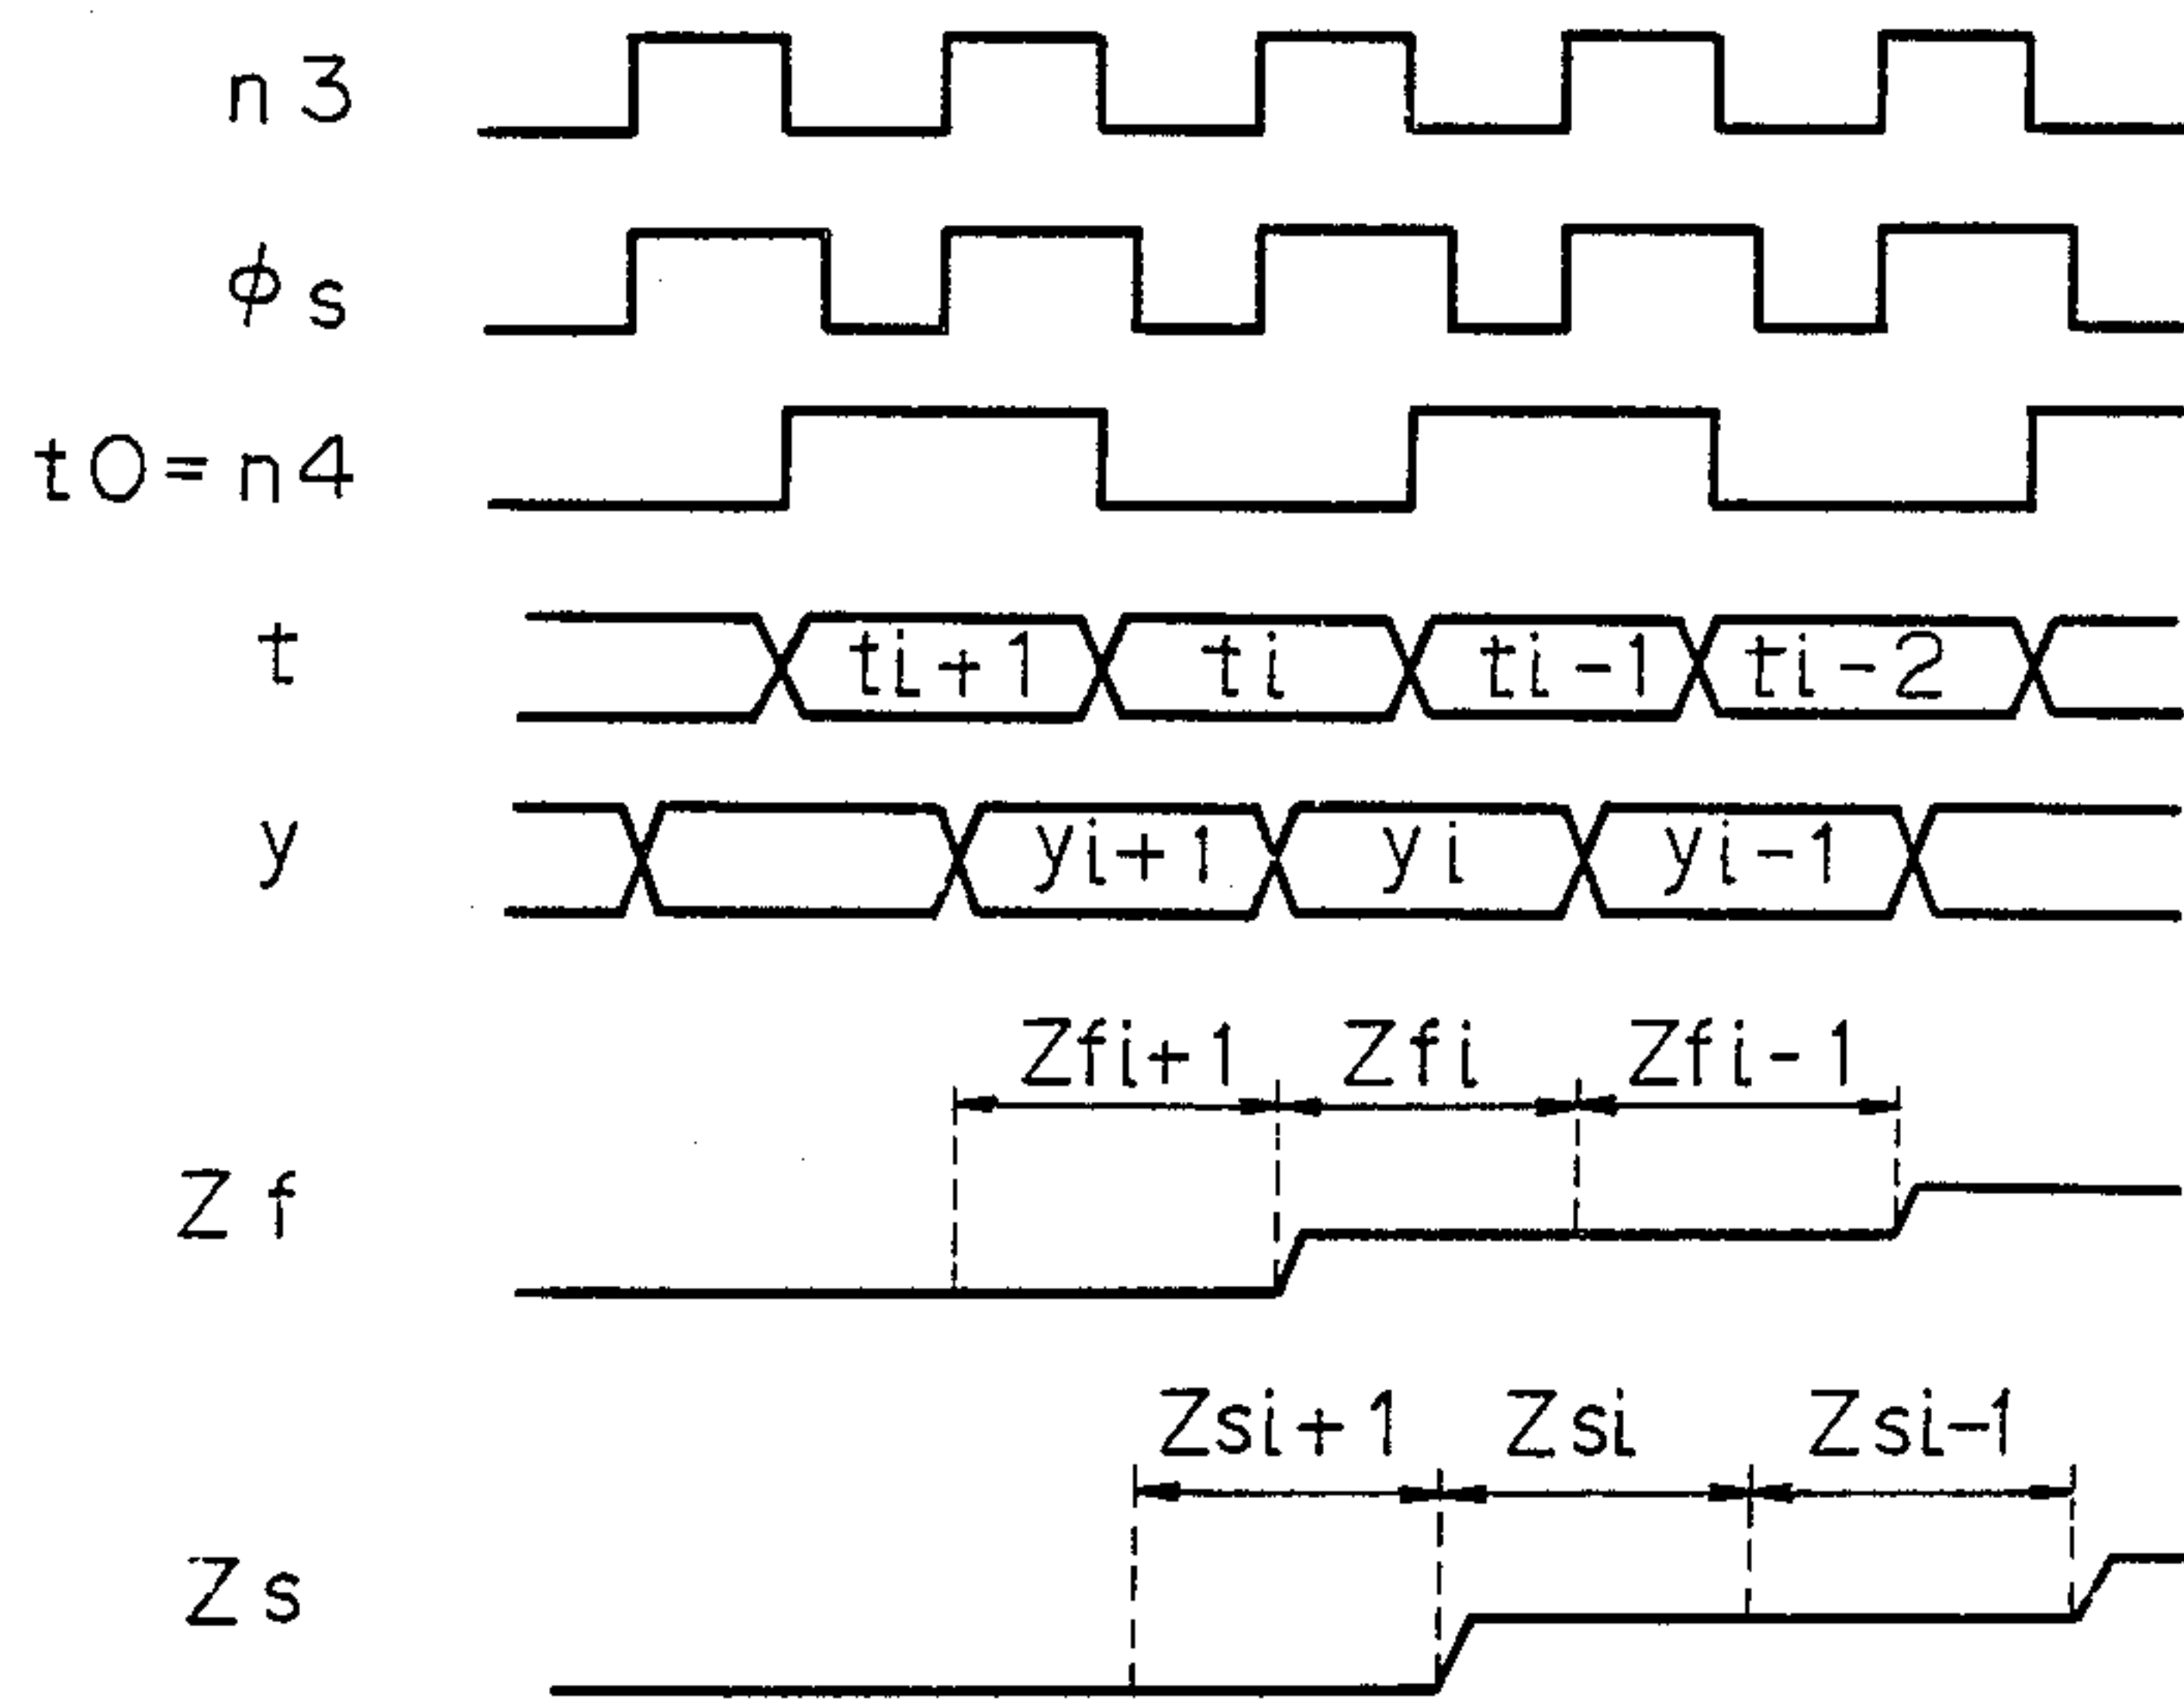 n3
ϕs
t0=n4
t
ti+1 ti ti-1 ti-2
y
yi+1 yi yi-1
Zfi+1 Zfi Zfi-1
Zf
Zsi+1 Zsi Zsi-1
Zs